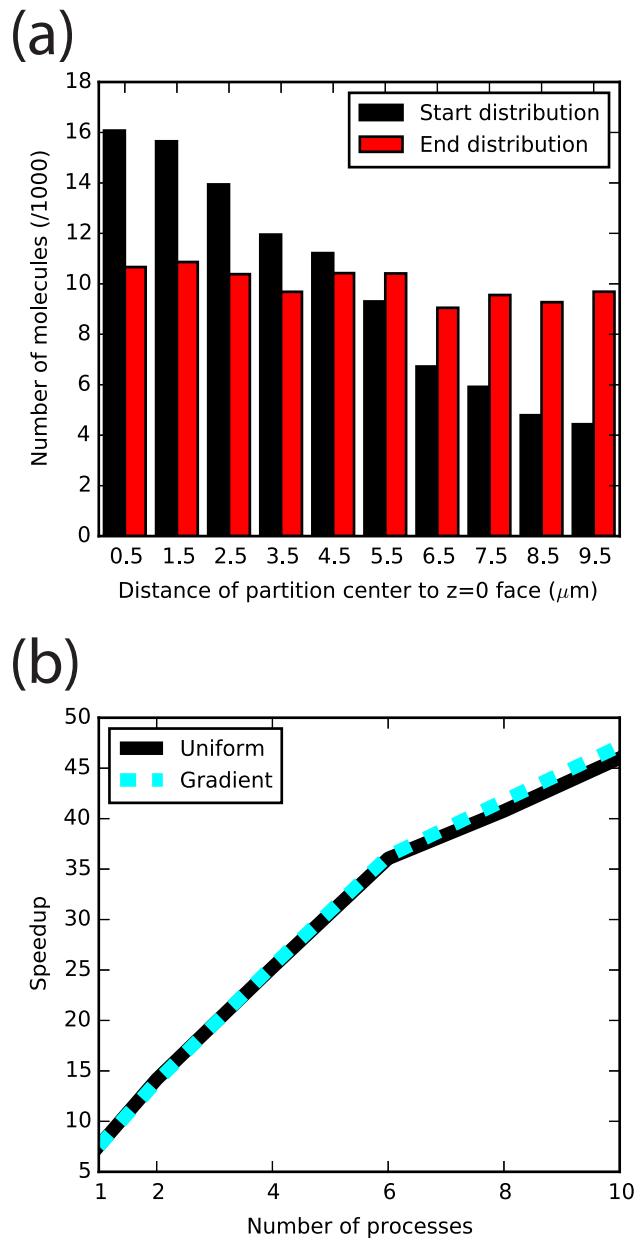 (a)
18
16
14
12
10
8
6
4
2
0
Number of molecules (/1000)
Start distribution
End distribution
0.5 1.5 2.5 3.5 4.5 5.5 6.5 7.5 8.5 9.5
Distance of partition center to z=0 face (μm)
(b)
50
45
40
35
30
25
20
15
10
5
Speedup
Uniform
Gradient
1 2 4 6 8 10
Number of processes